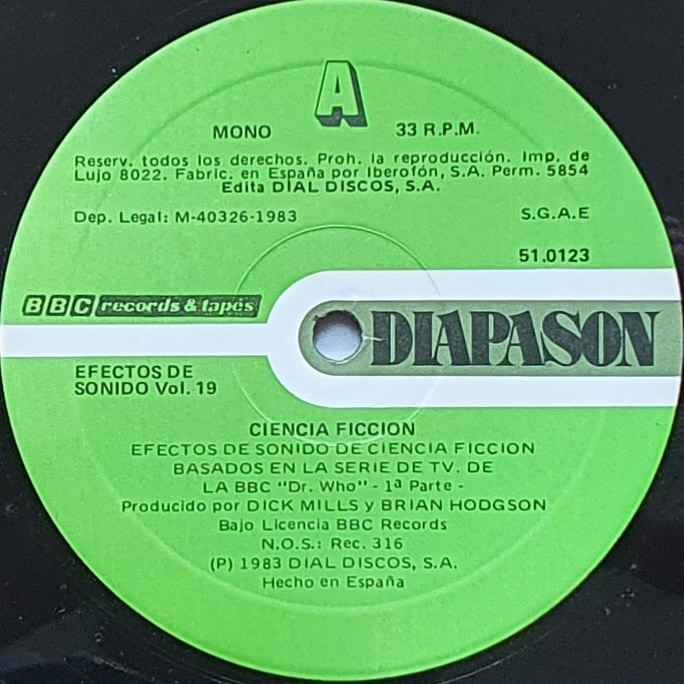 A
MONO 33 R.P.M.
Reserv. todos los derechos. Proh. la reproducción. Imp. de
Lujo 8022. Fabric. en España por Iberofón, S.A. Perm. 5854
Edita DIAL DISCOS, S.A.
Dep. Legal: M-40326-1983 S.G.A.E
51.0123
BBC records & tapes
DIAPASON
EFECTOS DE
SONIDO Vol. 19
CIENCIA FICCION
EFECTOS DE SONIDO DE CIENCIA FICCION
BASADOS EN LA SERIE DE TV. DE
LA BBC "Dr. Who" - 1ª Parte -
Producido por DICK MILLS y BRIAN HODGSON
Bajo Licencia BBC Records
N.O.S.: Rec. 316
(P) 1983 DIAL DISCOS, S.A.
Hecho en España